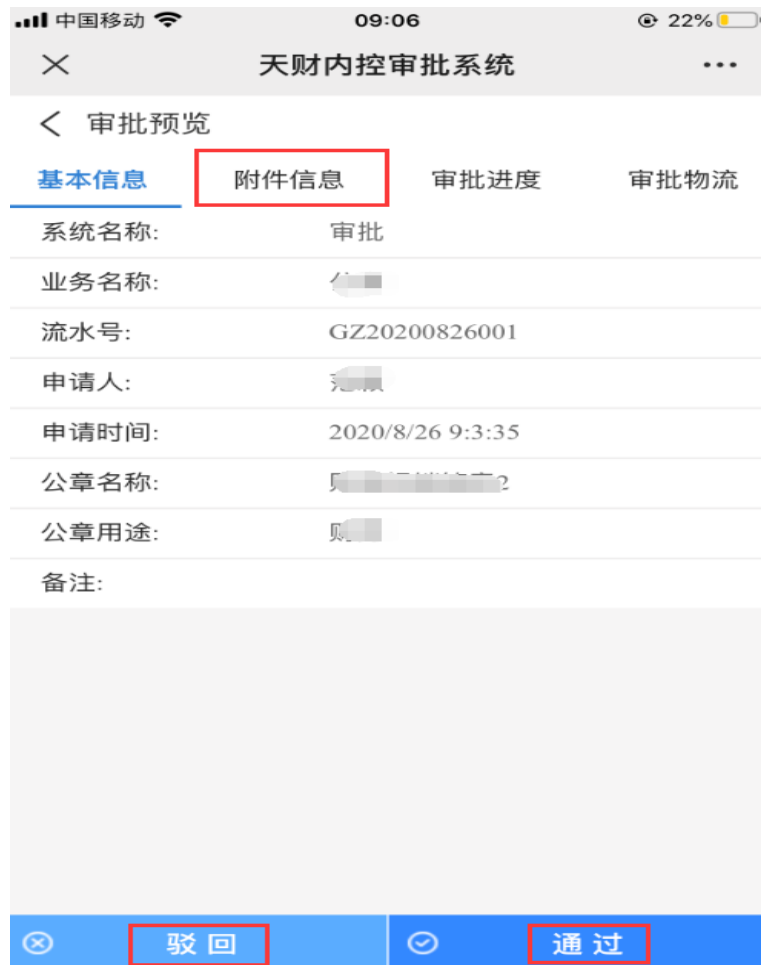 中国移动 09:06 22%
天财内控审批系统
审批预览
基本信息 附件信息 审批进度 审批物流
系统名称: 审批
业务名称:
流水号: GZ20200826001
申请人:
申请时间: 2020/8/26 9:3:35
公章名称: 2
公章用途:
备注:
驳回 通过